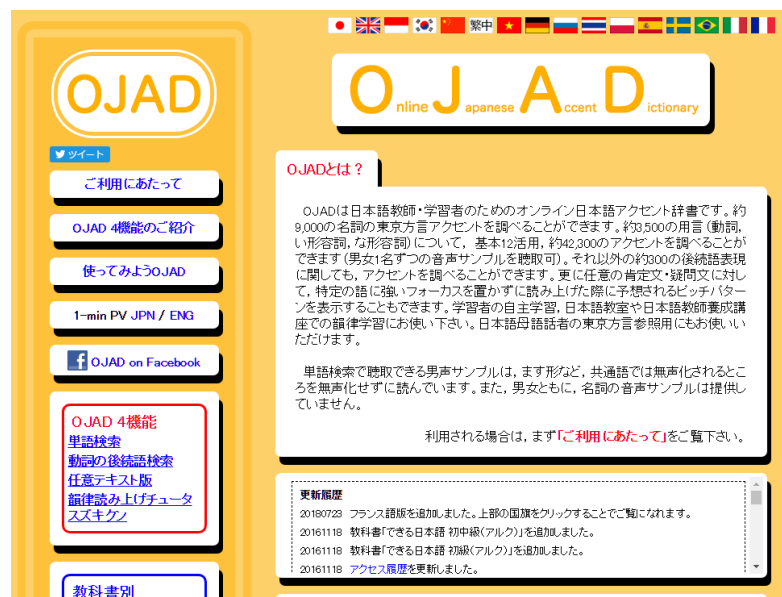 繁中
OJAD
Online Japanese Accent Dictionary
ツイート
ご利用にあたって
OJAD 4機能のご紹介
使ってみようOJAD
1-min PV JPN / ENG
OJAD on Facebook
OJAD 4機能
単語検索
動詞の後続語検索
任意テキスト版
韻律読み上げチュータ
スズキクン
教科書別
OJADとは？
OJADは日本語教師・学習者のためのオンライン日本語アクセント辞書です。約
9,000の名詞の東京方言アクセントを調べることができます。約3,500の用言（動詞,
い形容詞, な形容詞）について, 基本12活用, 約42,300のアクセントを調べることが
できます（男女1名ずつの音声サンプルを聴取可）。それ以外の約300の後続語表現
に関しても, アクセントを調べることができます。更に任意の肯定文・疑問文に対し
て, 特定の語に強いフォーカスを置かずに読み上げた際に予想されるピッチパター
ンを表示することもできます。学習者の自主学習, 日本語教室や日本語教師養成講
座での韻律学習にお使い下さい。日本語母語話者の東京方言参照用にもお使いい
ただけます。
単語検索で聴取できる男声サンプルは, ます形など, 共通語では無声化されるとこ
ろを無声化せずに読んでいます。また, 男女ともに, 名詞の音声サンプルは提供し
ていません。
利用される場合は, まず「ご利用にあたって」をご覧下さい。
更新履歴
20180723 フランス語版を追加しました。上部の国旗をクリックすることでご覧になれます。
20161118 教科書「できる日本語 初中級(アルク)」を追加しました。
20161118 教科書「できる日本語 初級(アルク)」を追加しました。
20161118 アクセス履歴を更新しました。